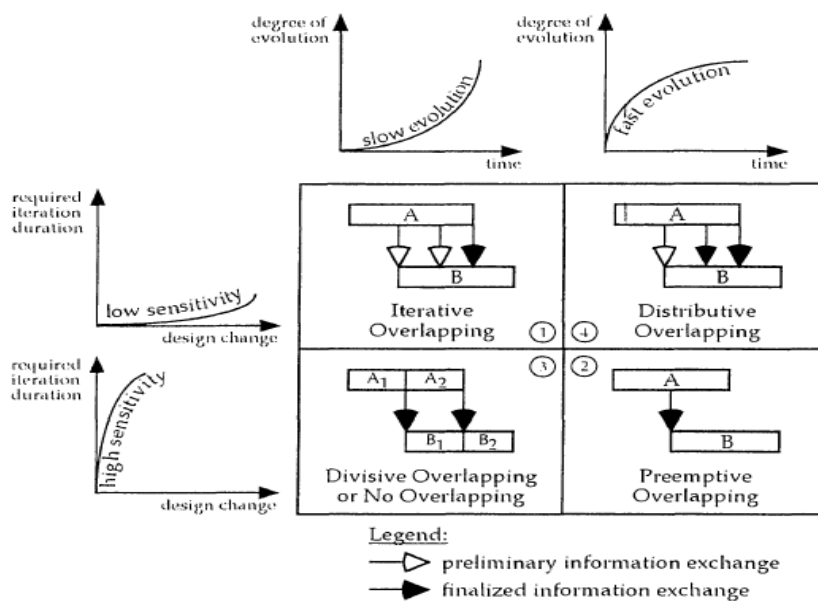 degree of
evolution
slow evolution
time
degree of
evolution
fast evolution
time
required
iteration
duration
low sensitivity
design change
required
iteration
duration
high sensitivity
design change
A
B
Iterative
Overlapping
1
A
B
Distributive
Overlapping
4
A1 A2
B1 B2
Divisive Overlapping
or No Overlapping
3
A
B
Preemptive
Overlapping
2
Legend:
preliminary information exchange
finalized information exchange